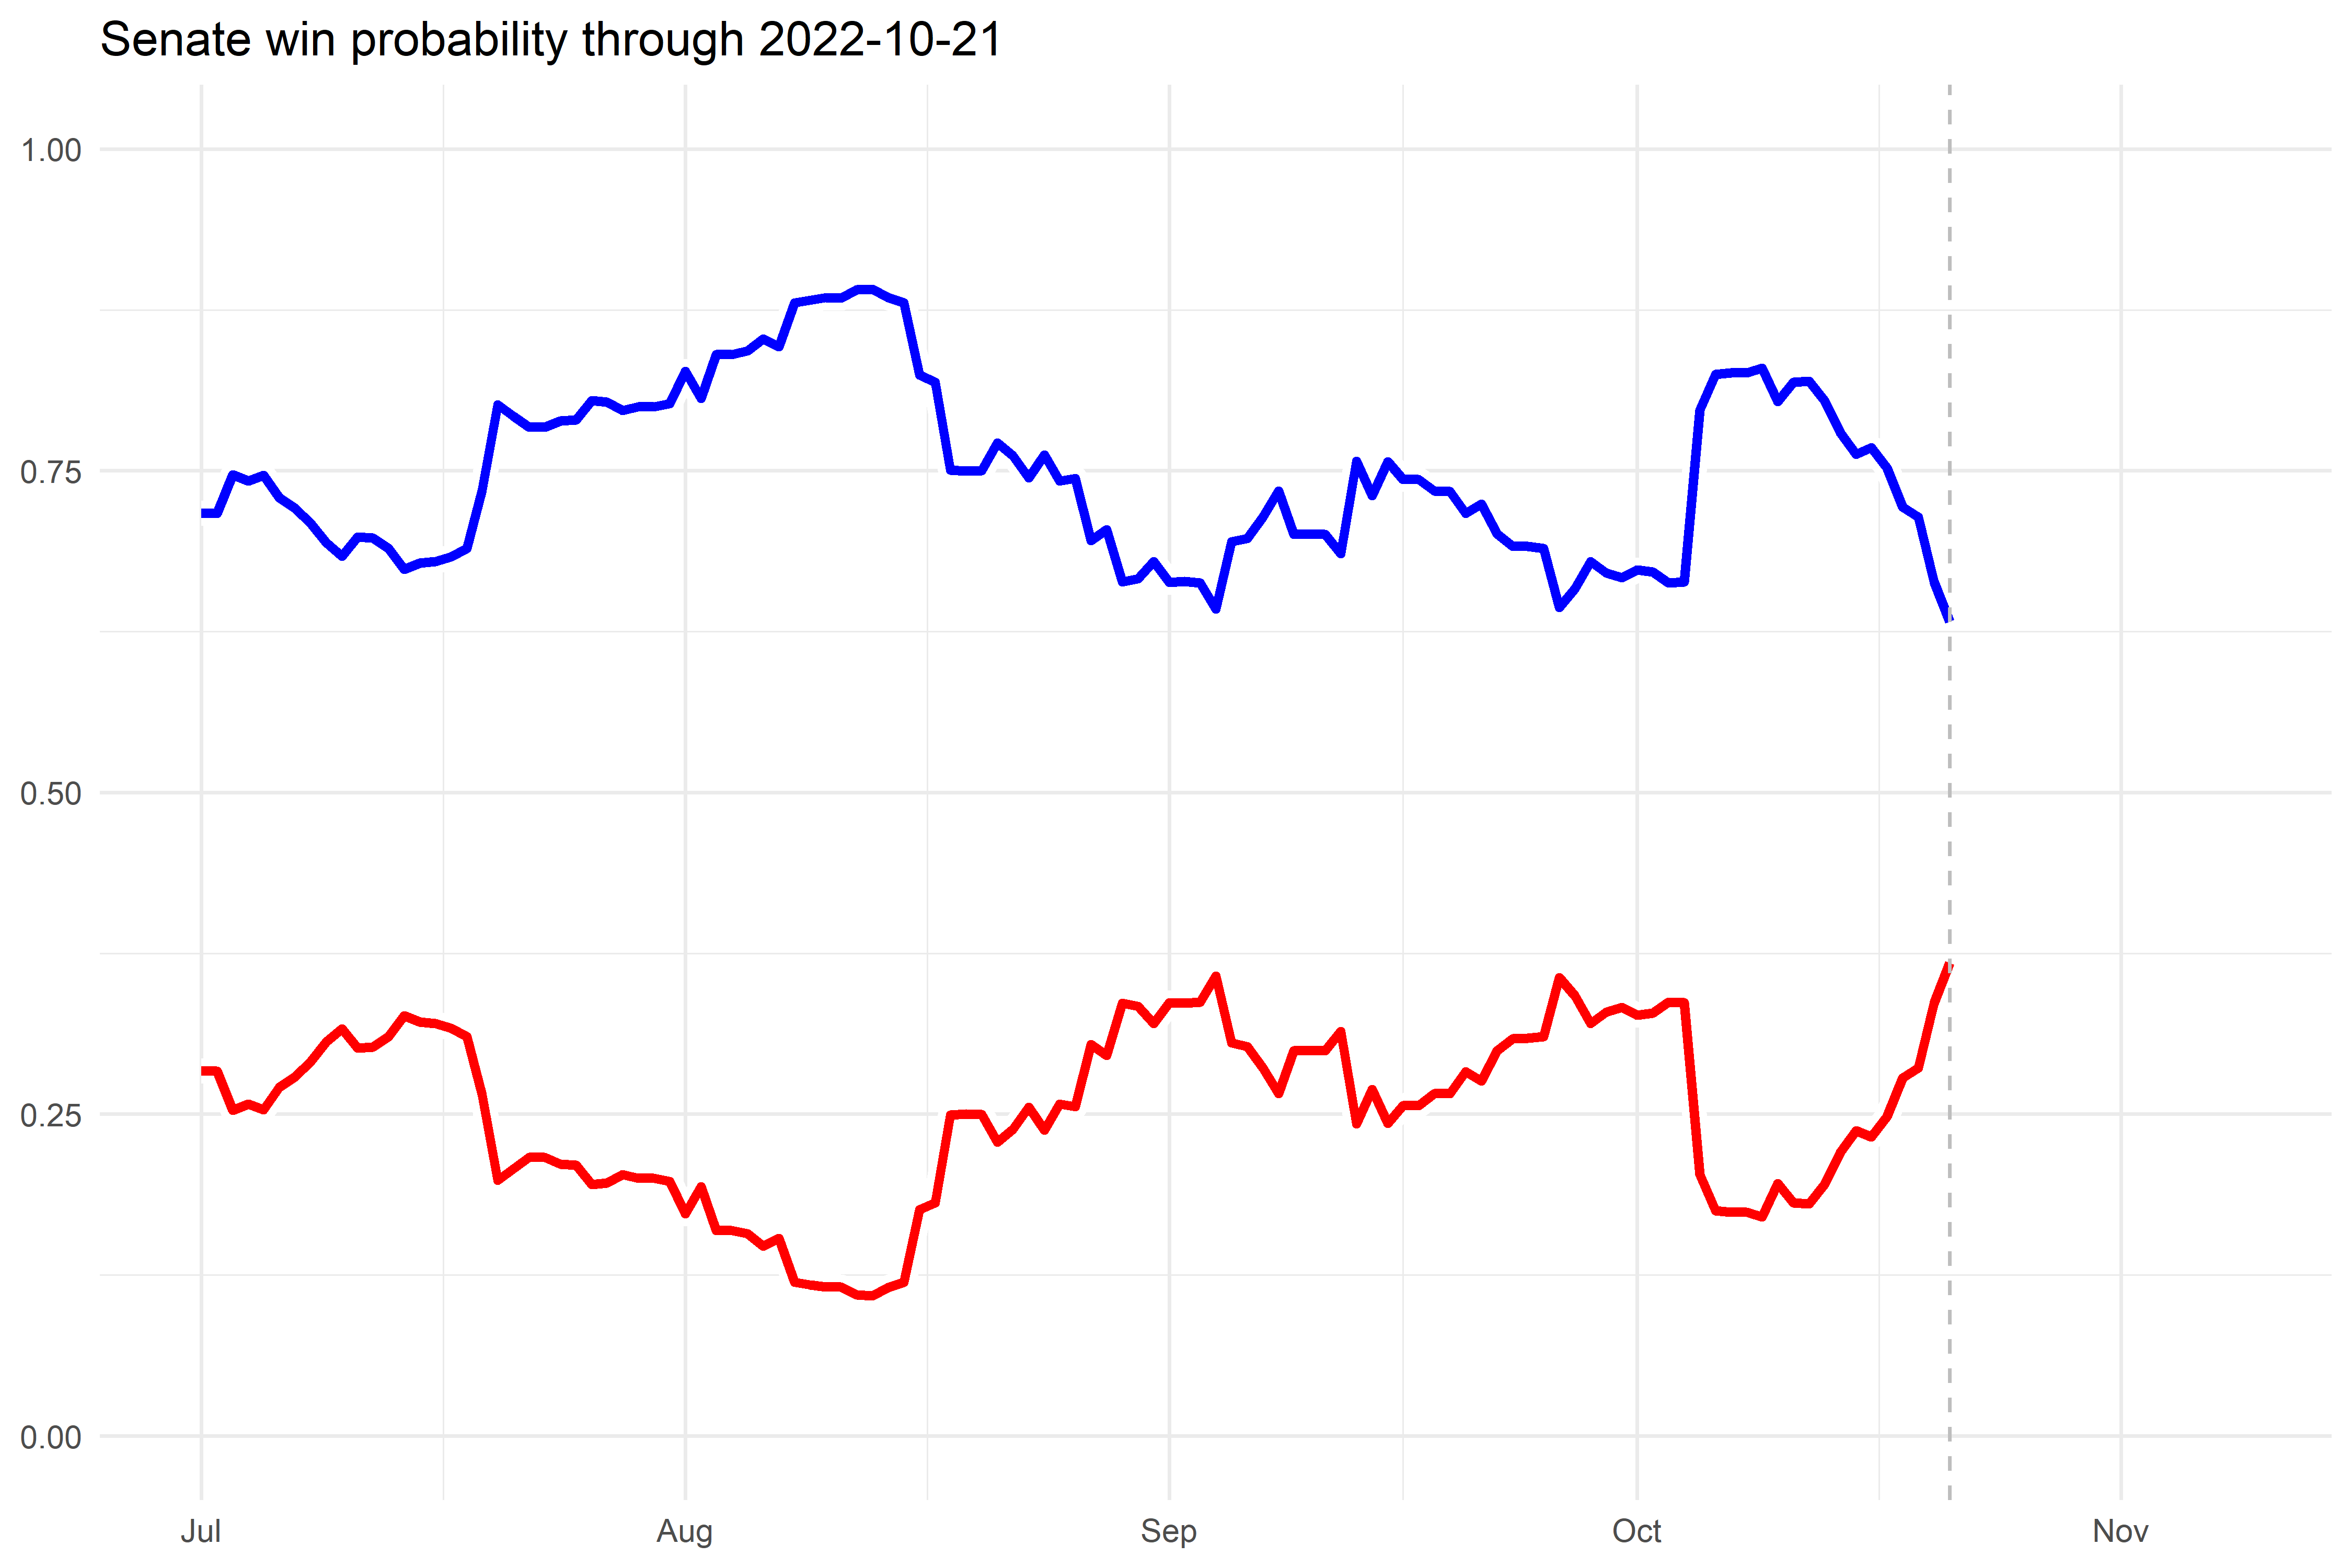 Senate win probability through 2022-10-21
1.00
0.75
0.50
0.25
0.00
Jul Aug Sep Oct Nov